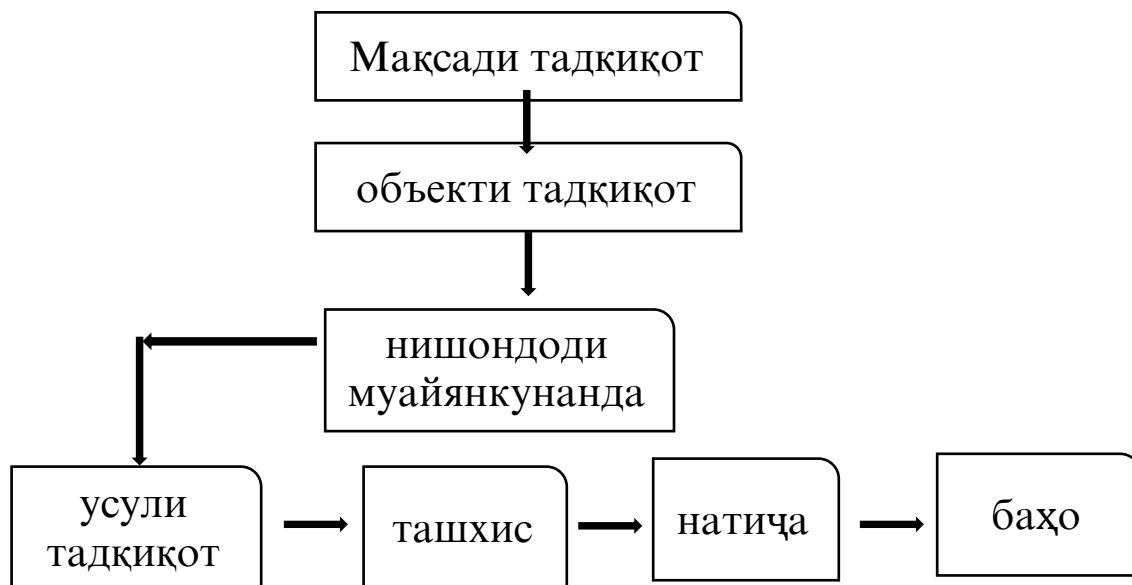 Мақсади тадқиқот
объекти тадқиқот
нишондоди
муайянкунанда
усули
тадқиқот
ташхис
натиҷа
баҳо